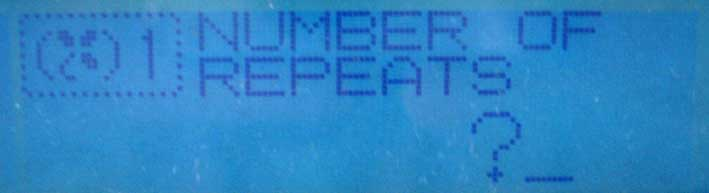 1 NUMBER OF
REPEATS
? _